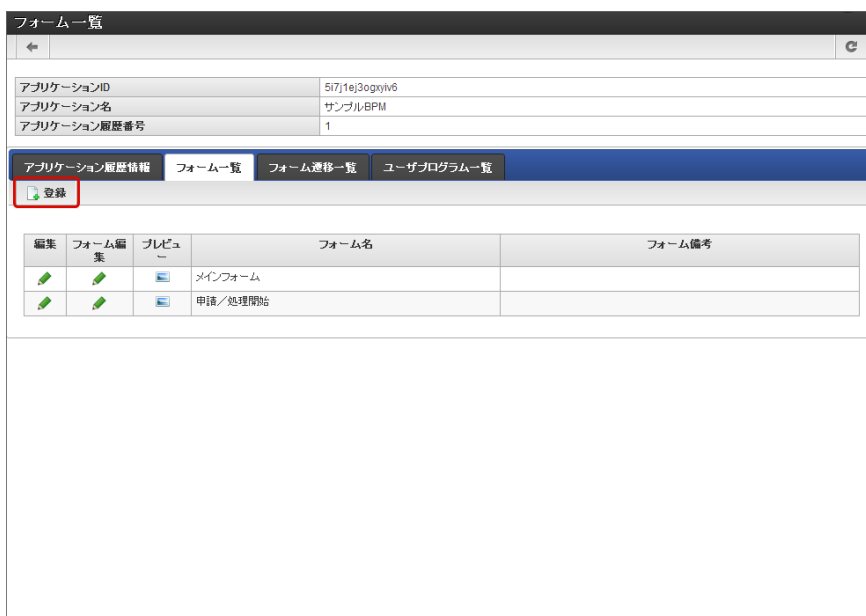 フォーム一覧
アプリケーションID 5i7j1ej3ogxyiv6
アプリケーション名 サンプルBPM
アプリケーション履歴番号 1
アプリケーション履歴情報 フォーム一覧 フォーム遷移一覧 ユーザプログラム一覧
登録
編集 フォーム編集 プレビュー フォーム名 フォーム備考
メインフォーム
申請／処理開始